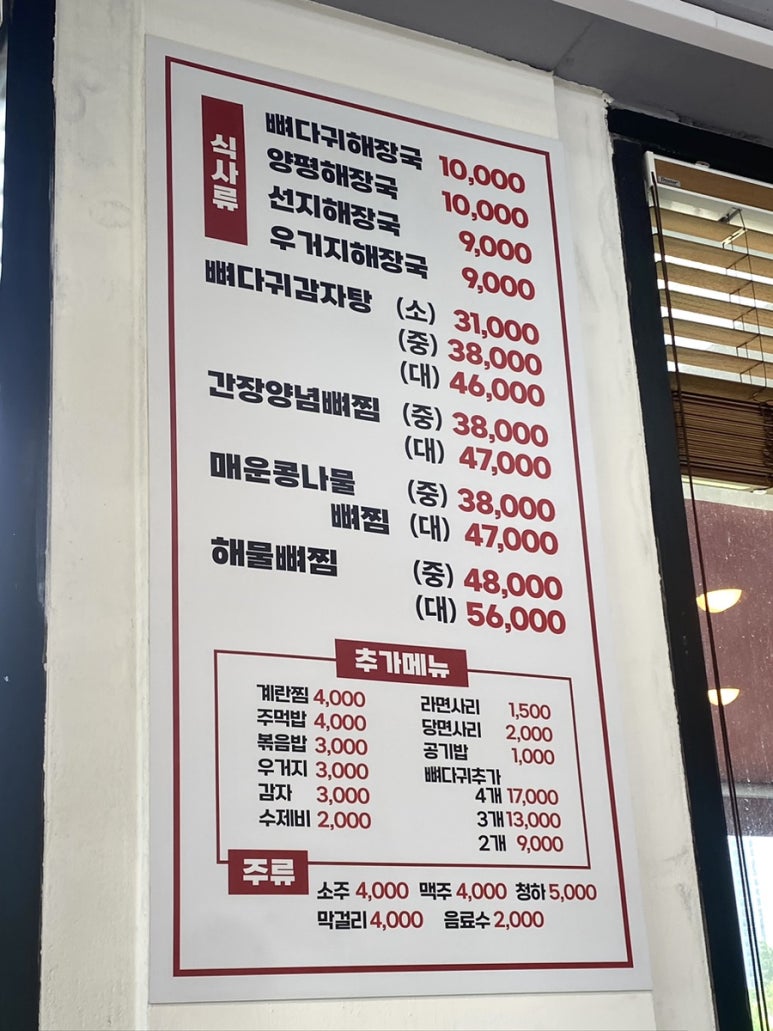 식사류
뼈다귀해장국 10,000
양평해장국 10,000
선지해장국 9,000
우거지해장국 9,000
뼈다귀감자탕 (소) 31,000
(중) 38,000
(대) 46,000
간장양념뼈찜 (중) 38,000
(대) 47,000
매운콩나물 (중) 38,000
뼈찜 (대) 47,000
해물뼈찜 (중) 48,000
(대) 56,000
추가메뉴
계란찜 4,000
주먹밥 4,000
볶음밥 3,000
우거지 3,000
감자 3,000
수제비 2,000
라면사리 1,500
당면사리 2,000
공기밥 1,000
뼈다귀추가
4개 17,000
3개 13,000
2개 9,000
주류
소주 4,000 맥주 4,000 청하 5,000
막걸리 4,000 음료수 2,000